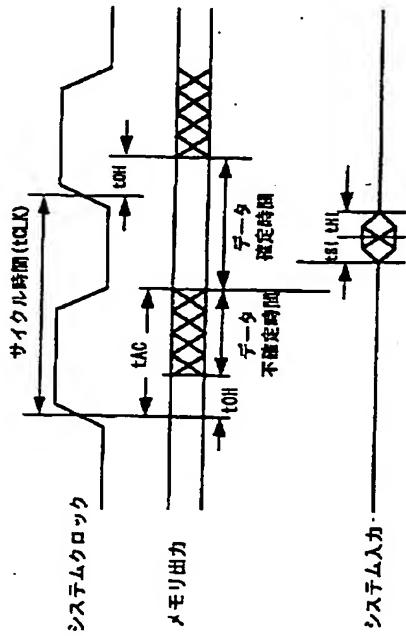 システムクロック
サイクル時間(tCLK)
メモリ出力
tOH
tAC
tOH
データ
不確定時間
データ
確定時間
システム入力
tSI
tHI